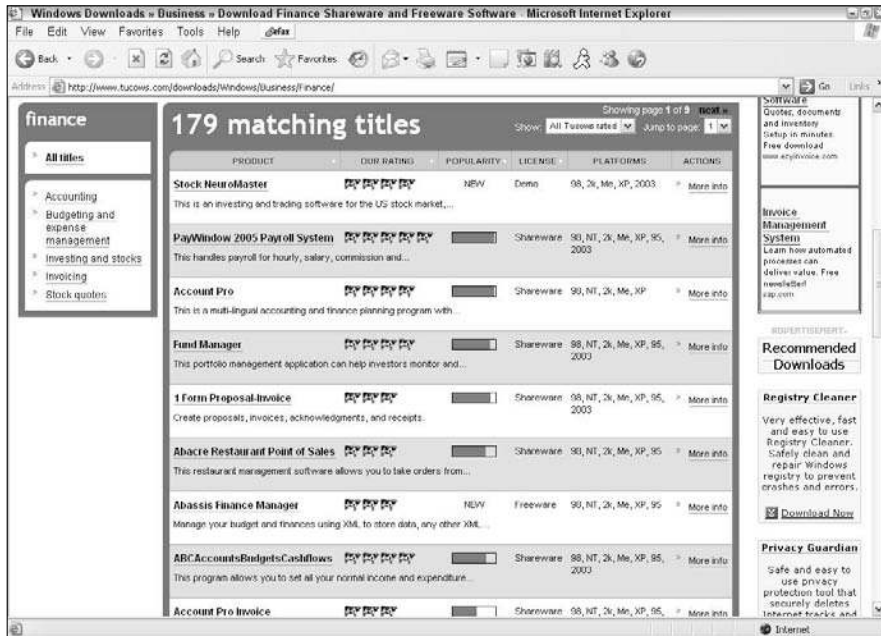 Windows Downloads » Business » Download Finance Shareware and Freeware Software - Microsoft Internet Explorer
File Edit View Favorites Tools Help
Back Search Favorites
Address http://www.tucows.com/downloads/Windows/Business/Finance/ Go Links
finance
All titles
Accounting
Budgeting and
expense
management
Investing and stocks
Invoicing
Stock quotes
179 matching titles
Showing page 1 of 9 next »
Show: All Tucows rated Jump to page: 1
PRODUCT OUR RATING POPULARITY LICENSE PLATFORMS ACTIONS
Stock NeuroMaster NEW Demo 98, 2k, Me, XP, 2003 More info
This is an investing and trading software for the US stock market,...
PayWindow 2005 Payroll System Shareware 98, NT, 2k, Me, XP, 95, More info
2003
This handles payroll for hourly, salary, commission and...
Account Pro Shareware 98, NT, 2k, Me, XP More info
This is a multi-lingual accounting and finance planning program with...
Fund Manager Shareware 98, NT, 2k, Me, XP, 95, More info
2003
This portfolio management application can help investors monitor and...
1 Form Proposal-Invoice Shareware 98, NT, 2k, Me, XP, 95, More info
2003
Create proposals, invoices, acknowledgments, and receipts.
Abacre Restaurant Point of Sales Shareware 98, NT, 2k, Me, XP, 95 More info
This restaurant management software allows you to take orders from...
Abassis Finance Manager NEW Freeware 98, NT, 2k, Me, XP, 95 More info
Manage your budget and finances using XML to store data, any other XML...
ABCAccountsBudgetsCashflows Shareware 98, NT, 2k, Me, XP, 95, More info
2003
This program allows you to set all your normal income and expenditure...
Account Pro Invoice Shareware 98, NT, 2k, Me, XP, 95, More info
Software
Quotes, documents
and inventory
Setup in minutes.
Free download
www.ezyinvoice.com
Invoice
Management
System
Learn how automated
processes can
deliver value. Free
newsletter!
sap.com
ADVERTISEMENT
Recommended
Downloads
Registry Cleaner
Very effective, fast
and easy to use
Registry Cleaner.
Safely clean and
repair Windows
registry to prevent
crashes and errors.
Download Now
Privacy Guardian
Safe and easy to
use privacy
protection tool that
securely deletes
Internet tracks and
Internet